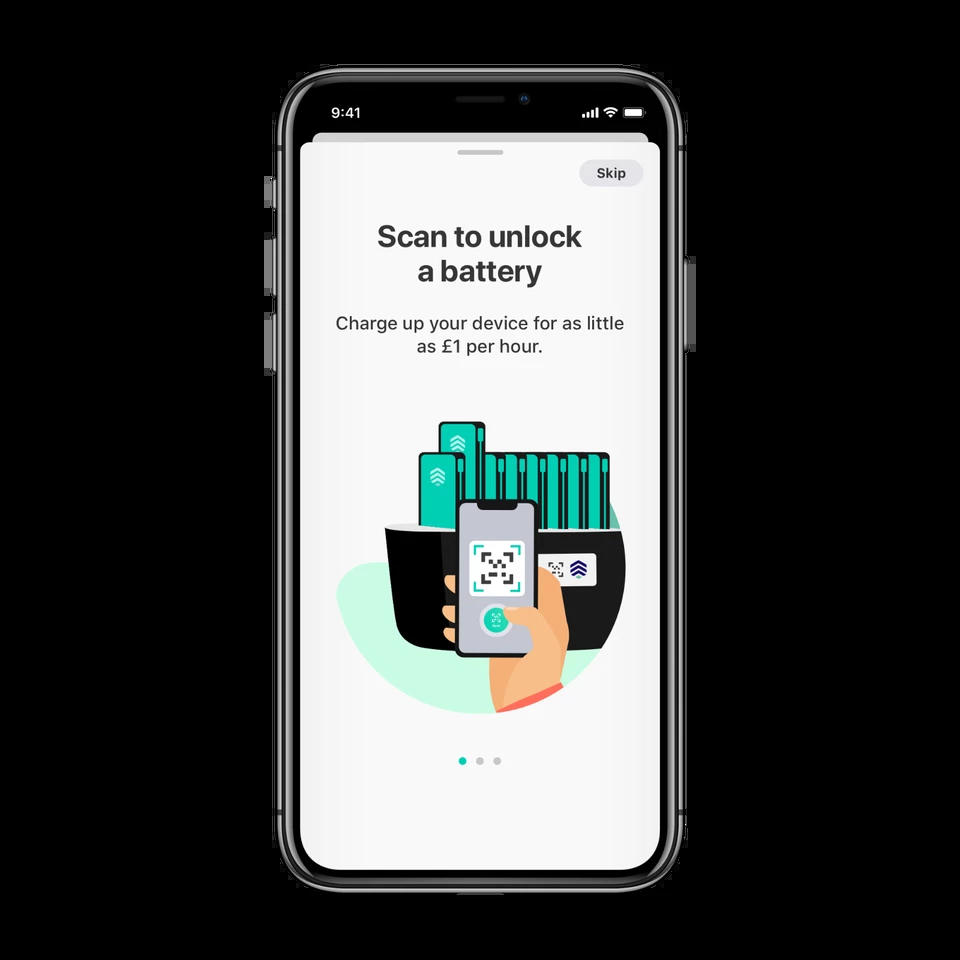 9:41
Skip
Scan to unlock
a battery
Charge up your device for as little
as £1 per hour.